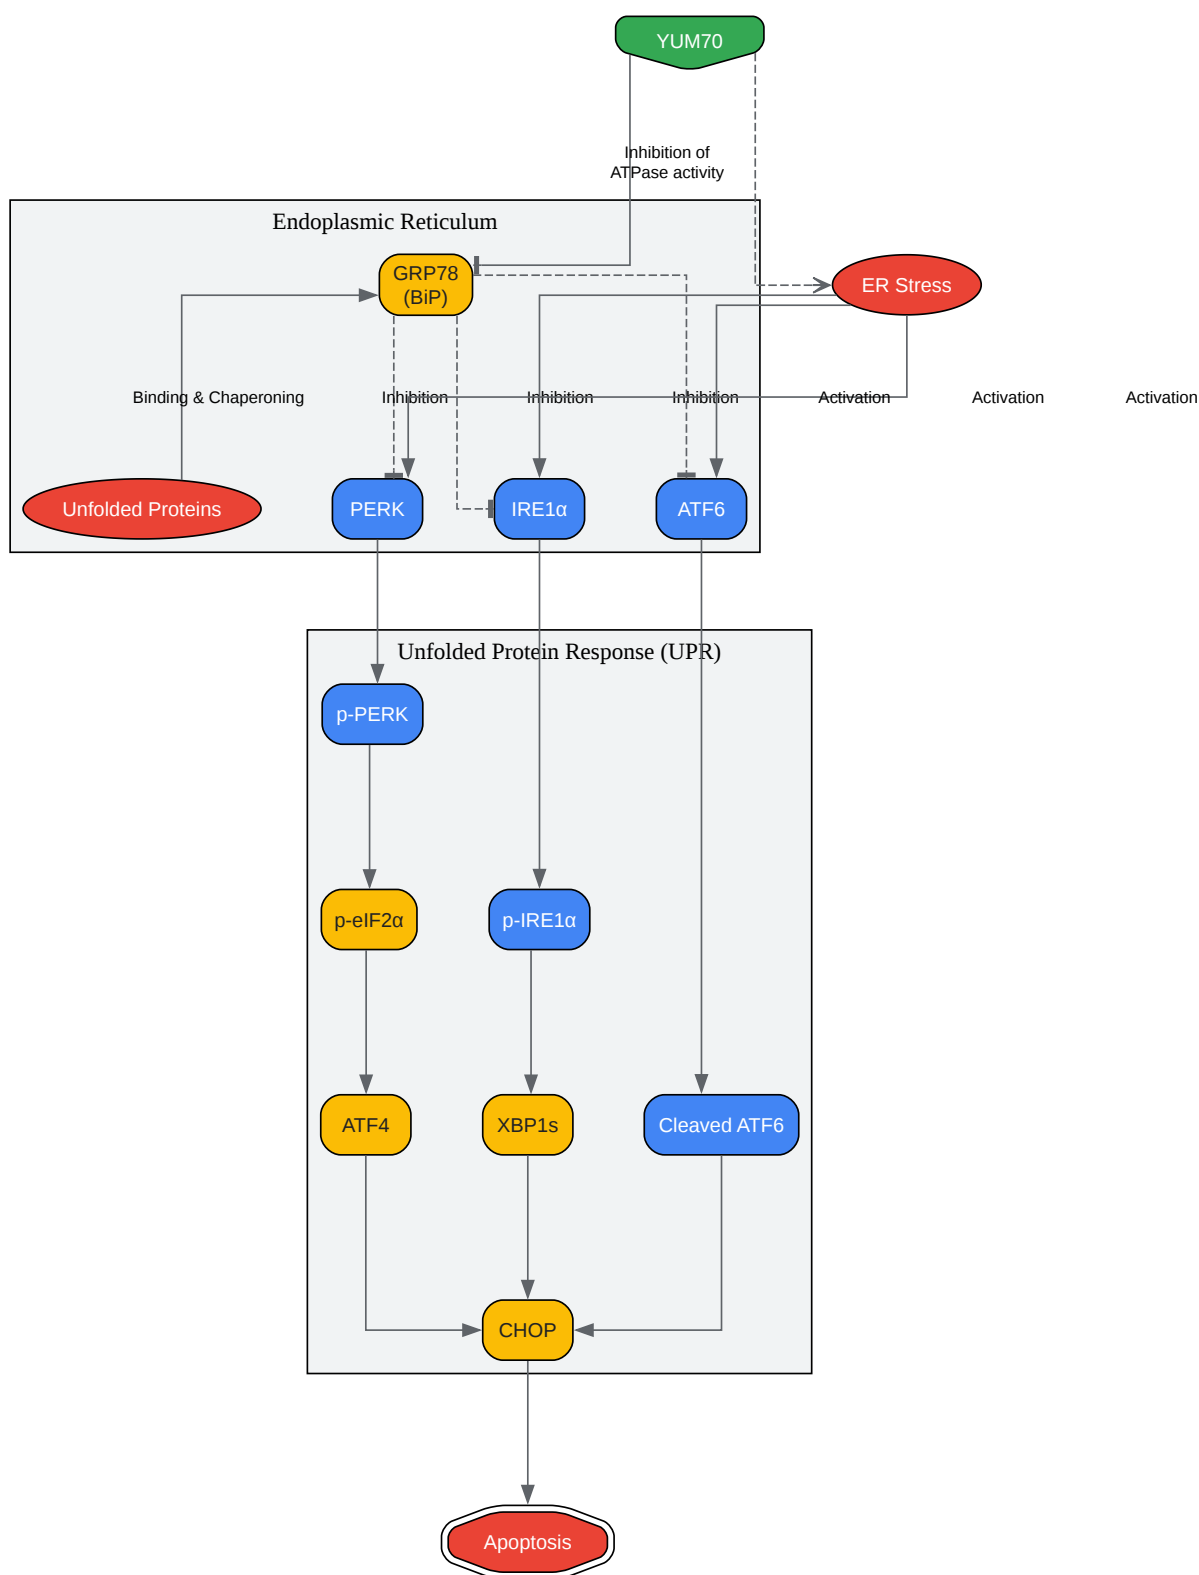 YUM70
Inhibition of
ATPase activity
Endoplasmic Reticulum
GRP78
(BiP)
ER Stress
Binding & Chaperoning
Inhibition
Inhibition
Inhibition
Activation
Activation
Activation
Unfolded Proteins
PERK
IRE1α
ATF6
Unfolded Protein Response (UPR)
p-PERK
p-eIF2α
p-IRE1α
ATF4
XBP1s
Cleaved ATF6
CHOP
Apoptosis